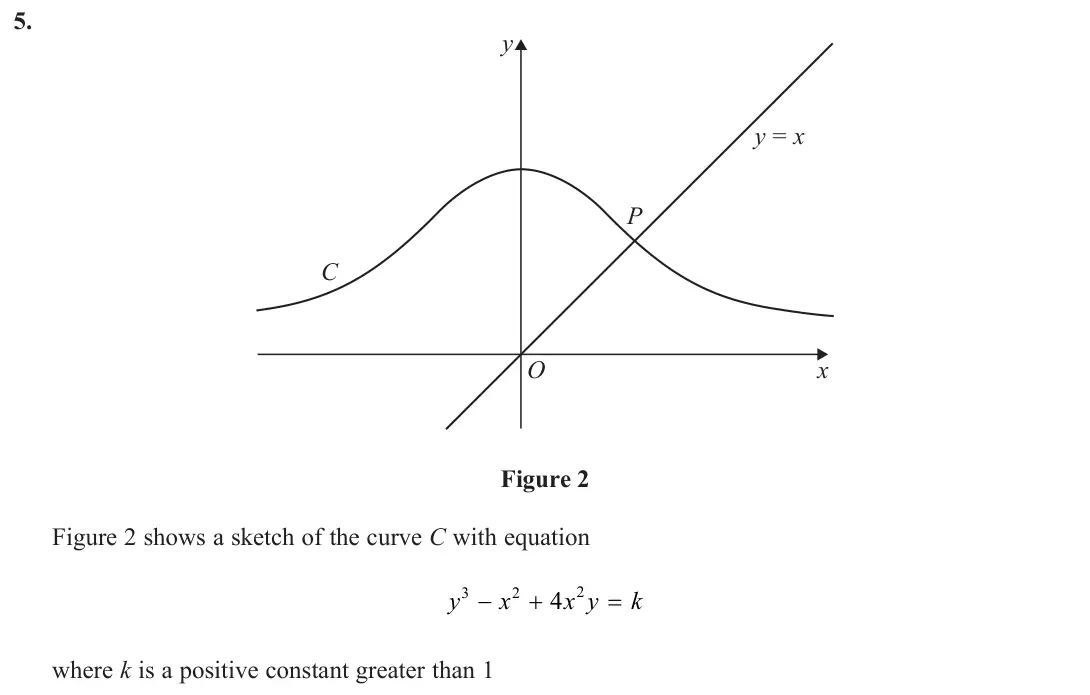 5.
y
y = x
P
C
O
x
Figure 2
Figure 2 shows a sketch of the curve C with equation
y³ − x² + 4x²y = k
where k is a positive constant greater than 1